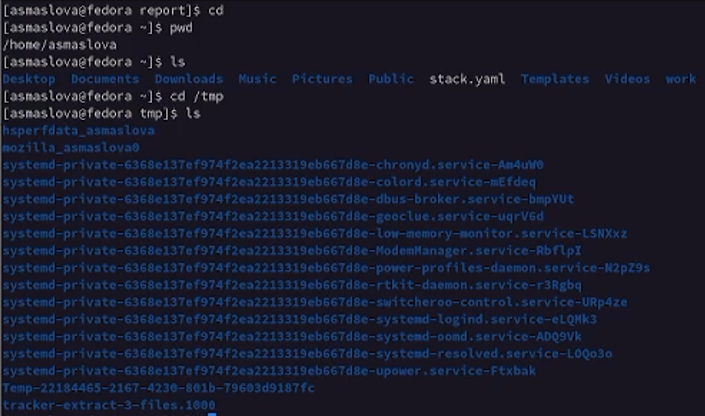 [asmaslova@fedora report]$ cd
[asmaslova@fedora ~]$ pwd
/home/asmaslova
[asmaslova@fedora ~]$ ls
Desktop Documents Downloads Music Pictures Public stack.yaml Templates Videos work
[asmaslova@fedora ~]$ cd /tmp
[asmaslova@fedora tmp]$ ls
hsperfdata_asmaslova
mozilla_asmaslova0
systemd-private-6368e137ef974f2ea2213319eb667d8e-chronyd.service-Am4uW0
systemd-private-6368e137ef974f2ea2213319eb667d8e-colord.service-mEfdeq
systemd-private-6368e137ef974f2ea2213319eb667d8e-dbus-broker.service-bmpYUt
systemd-private-6368e137ef974f2ea2213319eb667d8e-geoclue.service-uqrV6d
systemd-private-6368e137ef974f2ea2213319eb667d8e-low-memory-monitor.service-LSNXxz
systemd-private-6368e137ef974f2ea2213319eb667d8e-ModemManager.service-RbflpI
systemd-private-6368e137ef974f2ea2213319eb667d8e-power-profiles-daemon.service-N2pZ9s
systemd-private-6368e137ef974f2ea2213319eb667d8e-rtkit-daemon.service-r3Rgbq
systemd-private-6368e137ef974f2ea2213319eb667d8e-switcheroo-control.service-URp4ze
systemd-private-6368e137ef974f2ea2213319eb667d8e-systemd-logind.service-eLQMk3
systemd-private-6368e137ef974f2ea2213319eb667d8e-systemd-oomd.service-ADQ9Vk
systemd-private-6368e137ef974f2ea2213319eb667d8e-systemd-resolved.service-LOQo3o
systemd-private-6368e137ef974f2ea2213319eb667d8e-upower.service-Ftxbak
Temp-22184465-2167-4230-801b-79603d9187fc
tracker-extract-3-files.1000